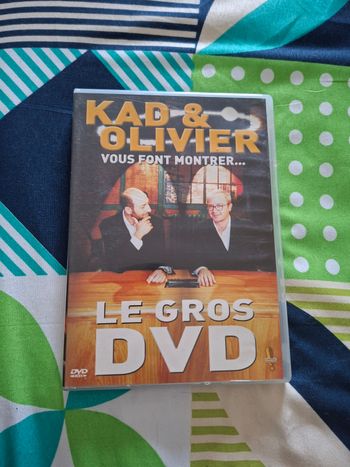 KAD &
OLIVIER
VOUS FONT MONTRER...
LE GROS
DVD
DVD